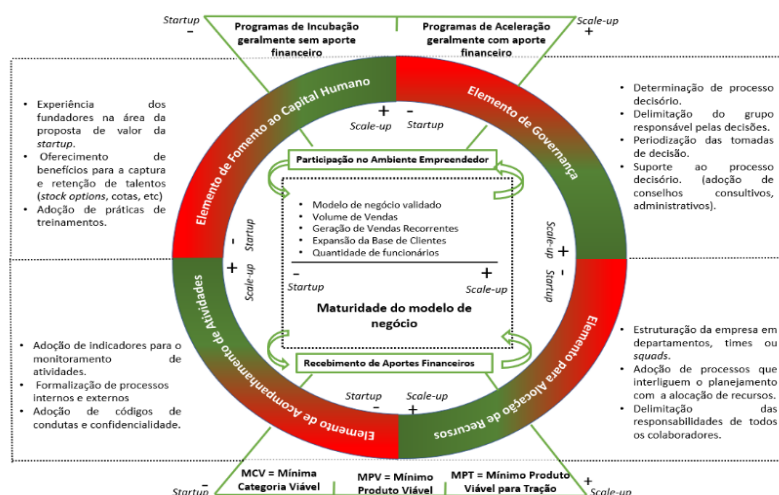 Startup
−
Programas de Incubação
geralmente sem aporte
financeiro
Programas de Aceleração
geralmente com aporte
financeiro
Scale-up
+
Elemento de Fomento ao Capital Humano
Elemento de Governança
• Experiência dos
fundadores na área da
proposta de valor da
startup.
• Oferecimento de
benefícios para a captura
e retenção de talentos
(stock options, cotas, etc)
• Adoção de práticas de
treinamentos.
+
Scale-up
−
Startup
• Determinação de processo
decisório.
• Delimitação do grupo
responsável pelas decisões.
• Periodização das tomadas
de decisão.
• Suporte ao processo
decisório. (adoção de
conselhos consultivos,
administrativos).
Participação no Ambiente Empreendedor
• Modelo de negócio validado
• Volume de Vendas
• Geração de Vendas Recorrentes
• Expansão da Base de Clientes
• Quantidade de funcionários
−
Startup
+
Scale-up
−
Startup
+
Scale-up
Scale-up
+
−
Startup
Maturidade do modelo de
negócio
Recebimento de Aportes Financeiros
• Adoção de indicadores para o
monitoramento de
atividades.
• Formalização de processos
internos e externos
• Adoção de códigos de
condutas e confidencialidade.
Elemento de Acompanhamento de Atividades
Elemento para Alocação de Recursos
• Estruturação da empresa em
departamentos, times ou
squads.
• Adoção de processos que
interliguem o planejamento
com a alocação de recursos.
• Delimitação das
responsabilidades de todos
os colaboradores.
Startup
−
Scale-up
+
−
Startup
MCV = Mínima
Categoria Viável
MPV = Mínimo
Produto Viável
MPT = Mínimo Produto
Viável para Tração
+
Scale-up